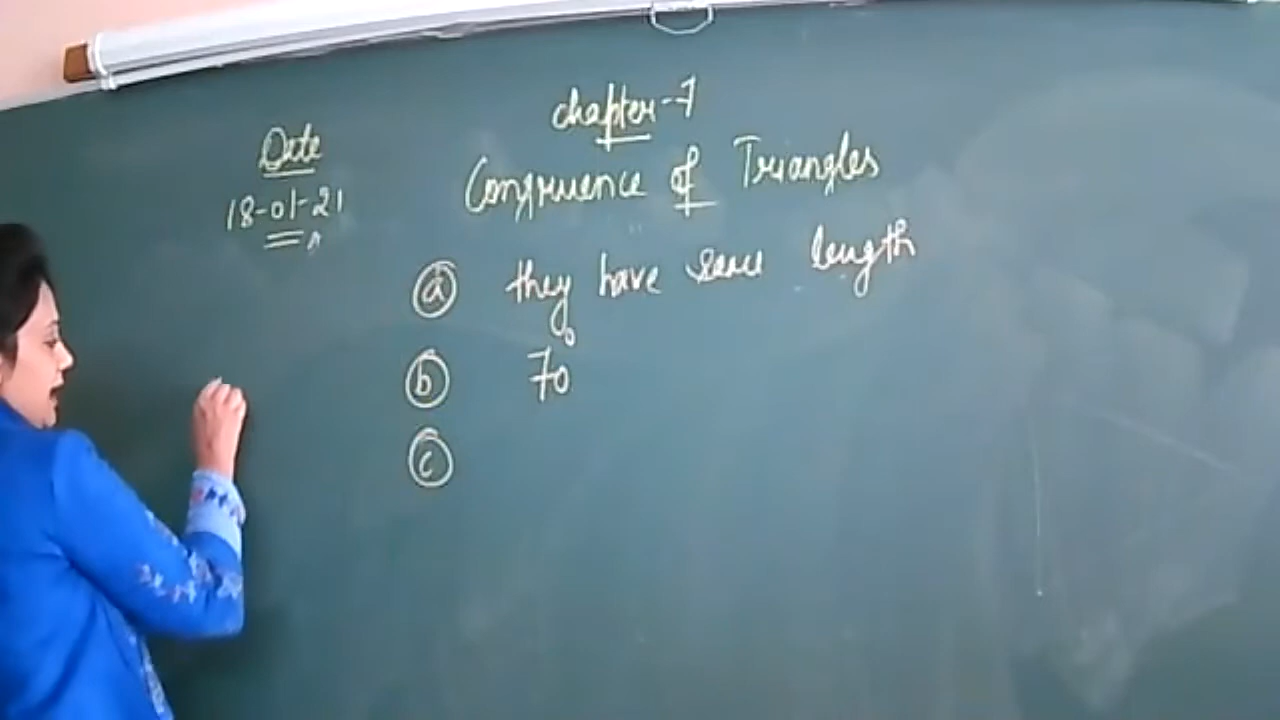 Date
18-01-21
chapter-7
Congruence of Triangles
(a) they have same length
(b) 70°
(c)